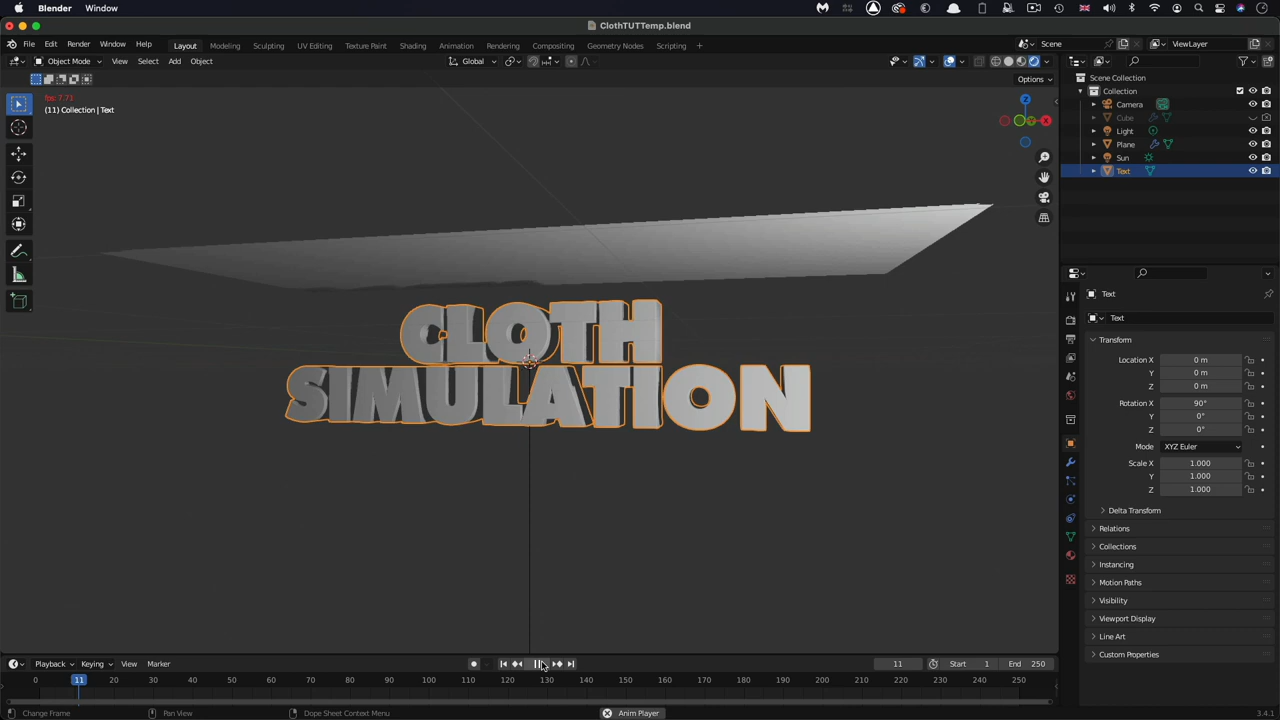 Blender Window
ClothTUTTemp.blend
File Edit Render Window Help Layout Modeling Sculpting UV Editing Texture Paint Shading Animation Rendering Compositing Geometry Nodes Scripting + Scene ViewLayer
Object Mode View Select Add Object Global
Options
fps: 7.71
(11) Collection | Text
Z
X
Y
Scene Collection
Collection
Camera
Cube
Light
Plane
Sun
Text
CLOTH
SIMULATION
Text
Text
Transform
Location X 0 m
Y 0 m
Z 0 m
Rotation X 90°
Y 0°
Z 0°
Mode XYZ Euler
Scale X 1.000
Y 1.000
Z 1.000
Delta Transform
Relations
Collections
Instancing
Motion Paths
Visibility
Viewport Display
Line Art
Custom Properties
Playback Keying View Marker 11 Start 1 End 250
0 11 20 30 40 50 60 70 80 90 100 110 120 130 140 150 160 170 180 190 200 210 220 230 240 250
Change Frame Pan View Dope Sheet Context Menu Anim Player 3.4.1